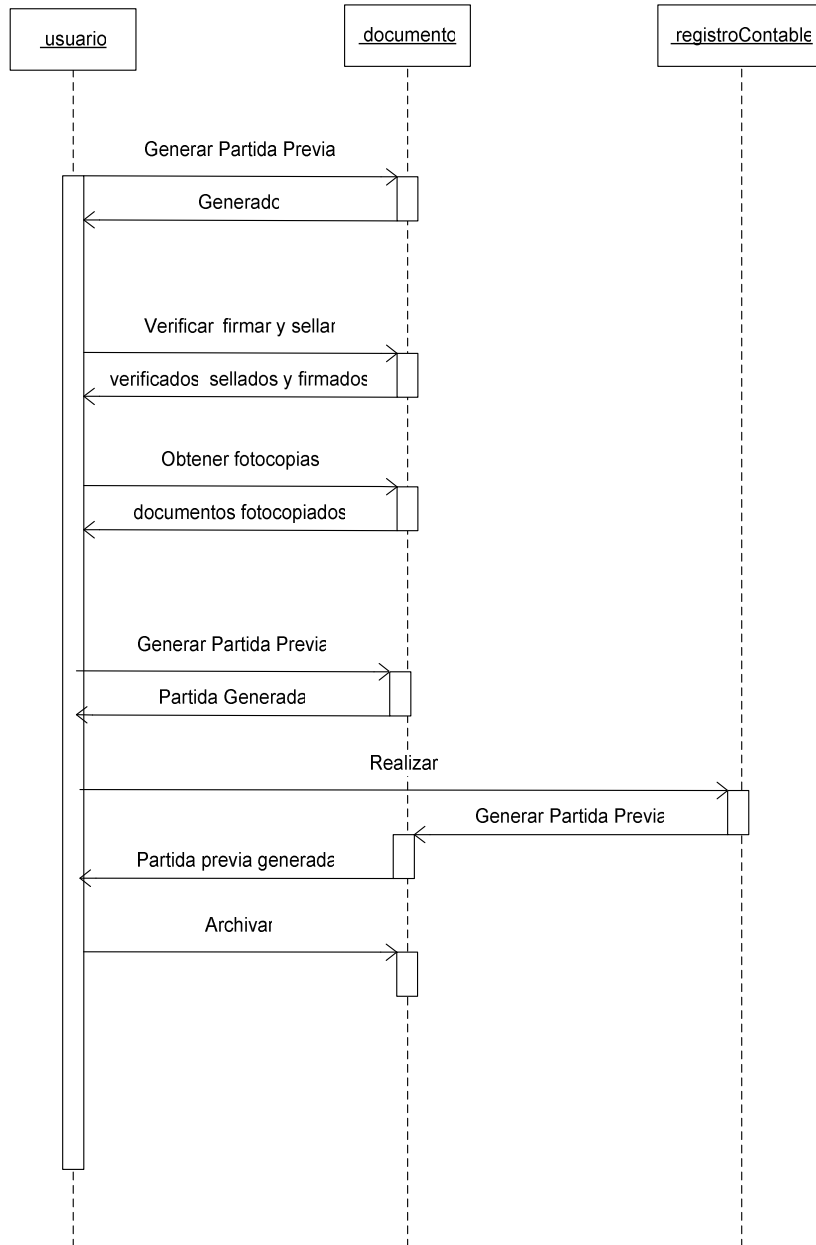 usuario
documento
registroContable
Generar Partida Previa
Generado
Verificar firmar y sellar
verificados sellados y firmados
Obtener fotocopias
documentos fotocopiados
Generar Partida Previa
Partida Generada
Realizar
Generar Partida Previa
Partida previa generada
Archivar